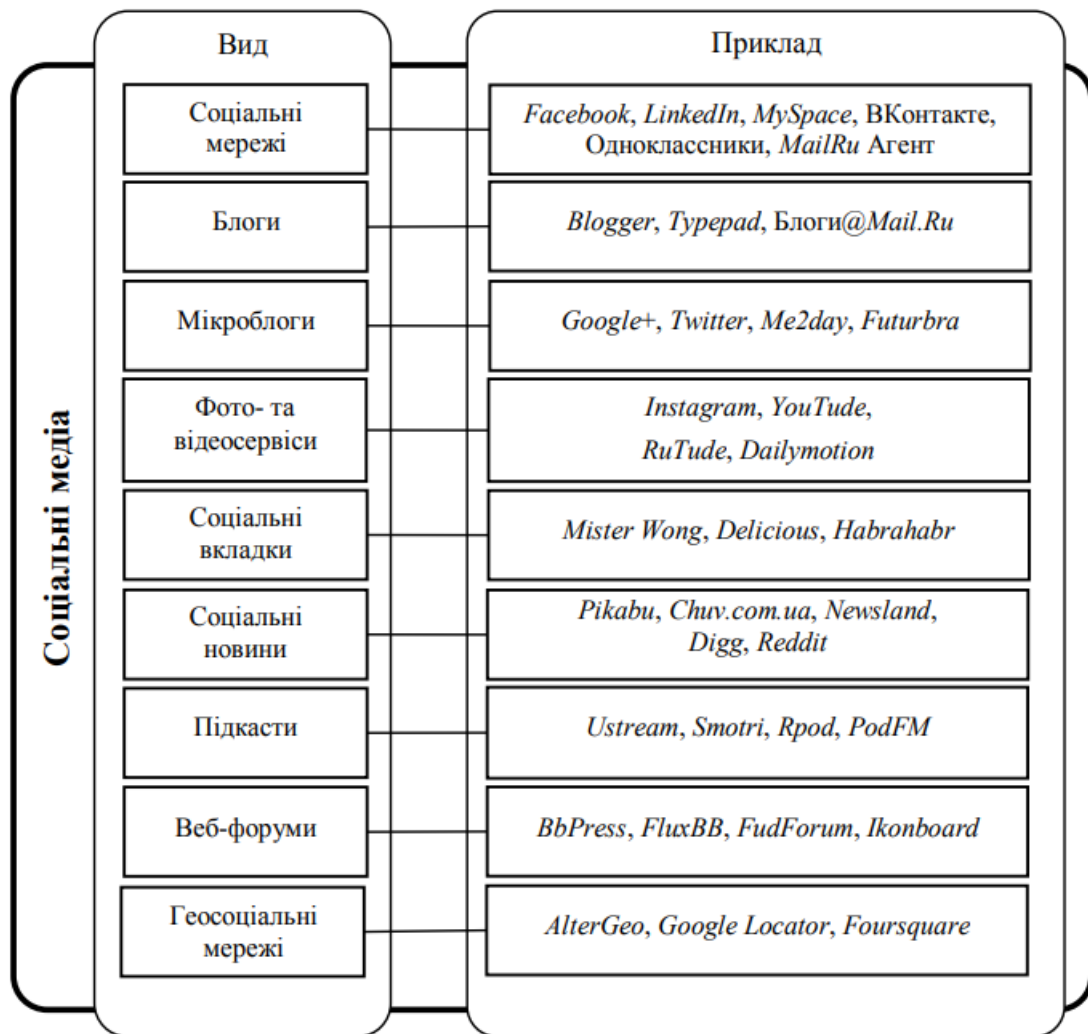 Вид
Приклад
Соціальні медіа
Соціальні
мережі
Facebook, LinkedIn, MySpace, ВКонтакте,
Одноклассники, MailRu Агент
Блоги
Blogger, Typepad, Блоги@Mail.Ru
Мікроблоги
Google+, Twitter, Me2day, Futurbra
Фото- та
відеосервіси
Instagram, YouTude,
RuTude, Dailymotion
Соціальні
вкладки
Mister Wong, Delicious, Habrahabr
Соціальні
новини
Pikabu, Chuv.com.ua, Newsland,
Digg, Reddit
Підкасти
Ustream, Smotri, Rpod, PodFM
Веб-форуми
BbPress, FluxBB, FudForum, Ikonboard
Геосоціальні
мережі
AlterGeo, Google Locator, Foursquare